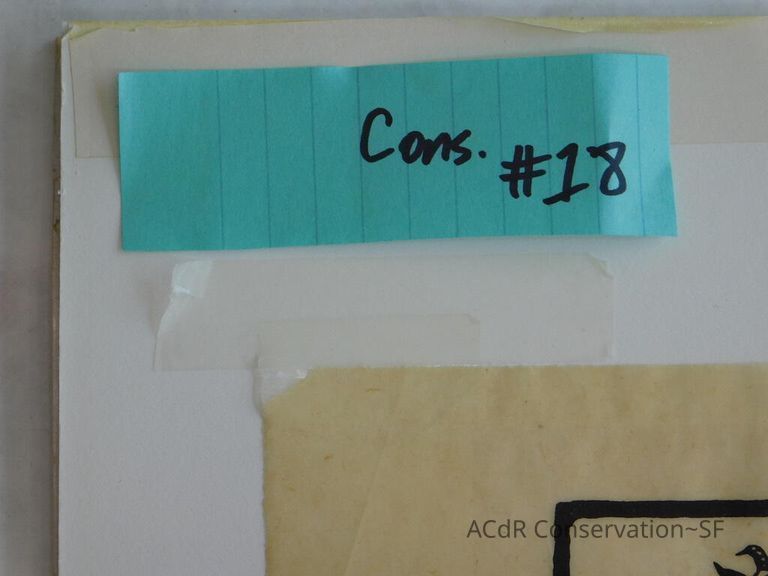 Cons. #18
ACdR Conservation~SF